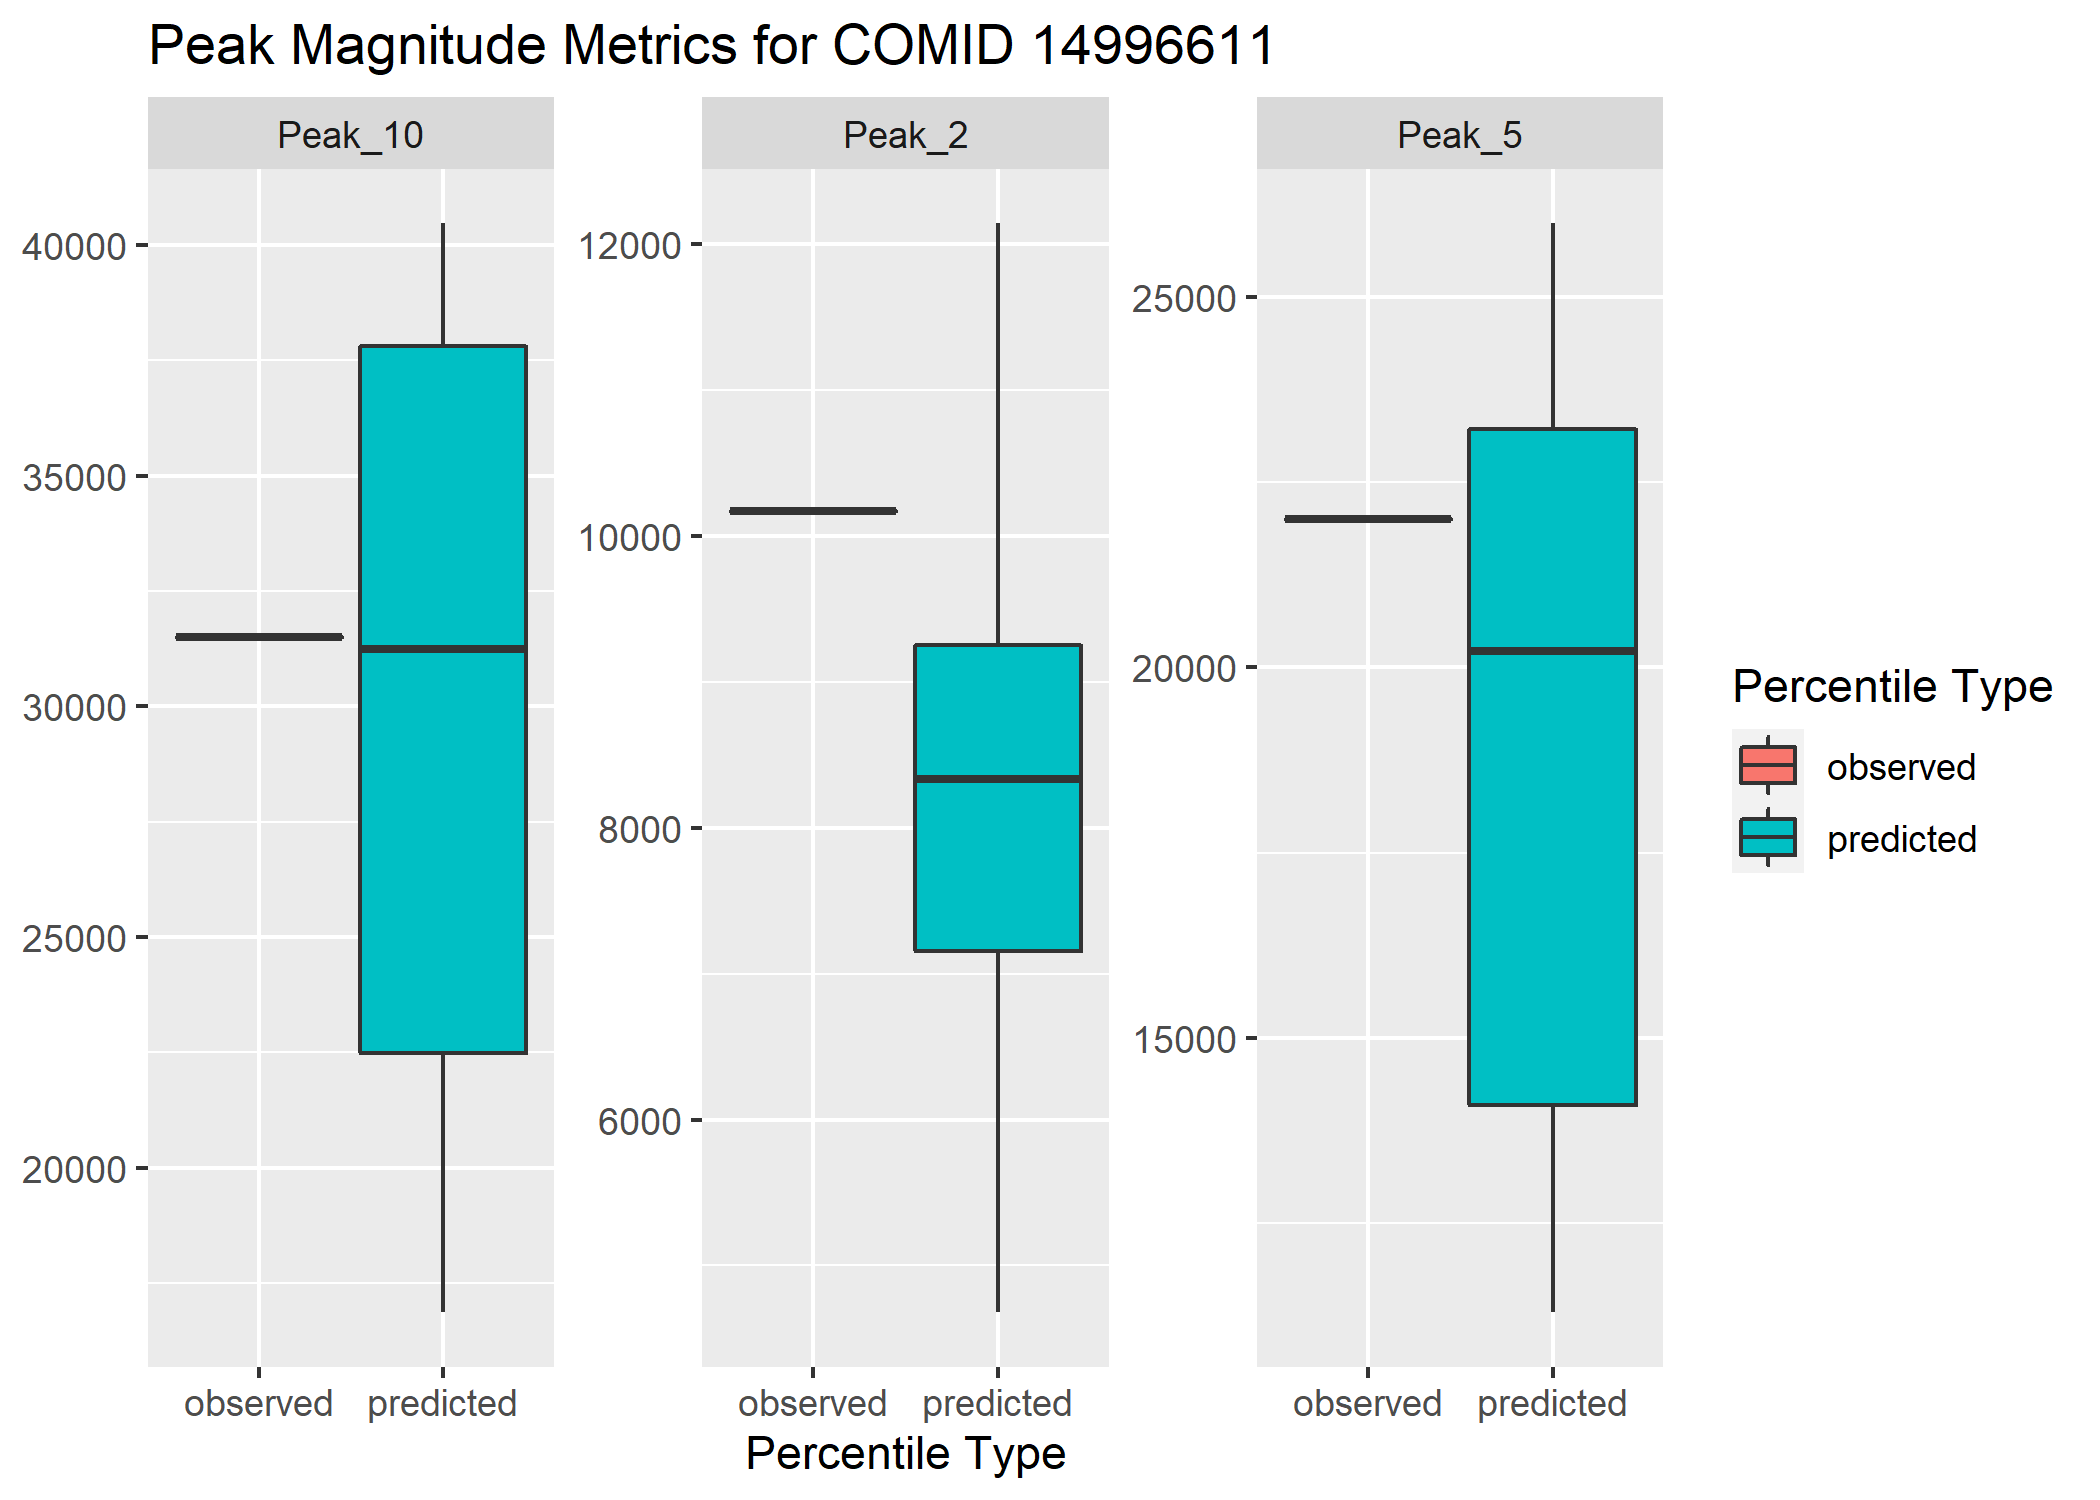 Peak Magnitude Metrics for COMID 14996611
Peak_10
Peak_2
Peak_5
40000
35000
30000
25000
20000
12000
10000
8000
6000
25000
20000
15000
observed
predicted
observed
predicted
observed
predicted
Percentile Type
Percentile Type
observed
predicted